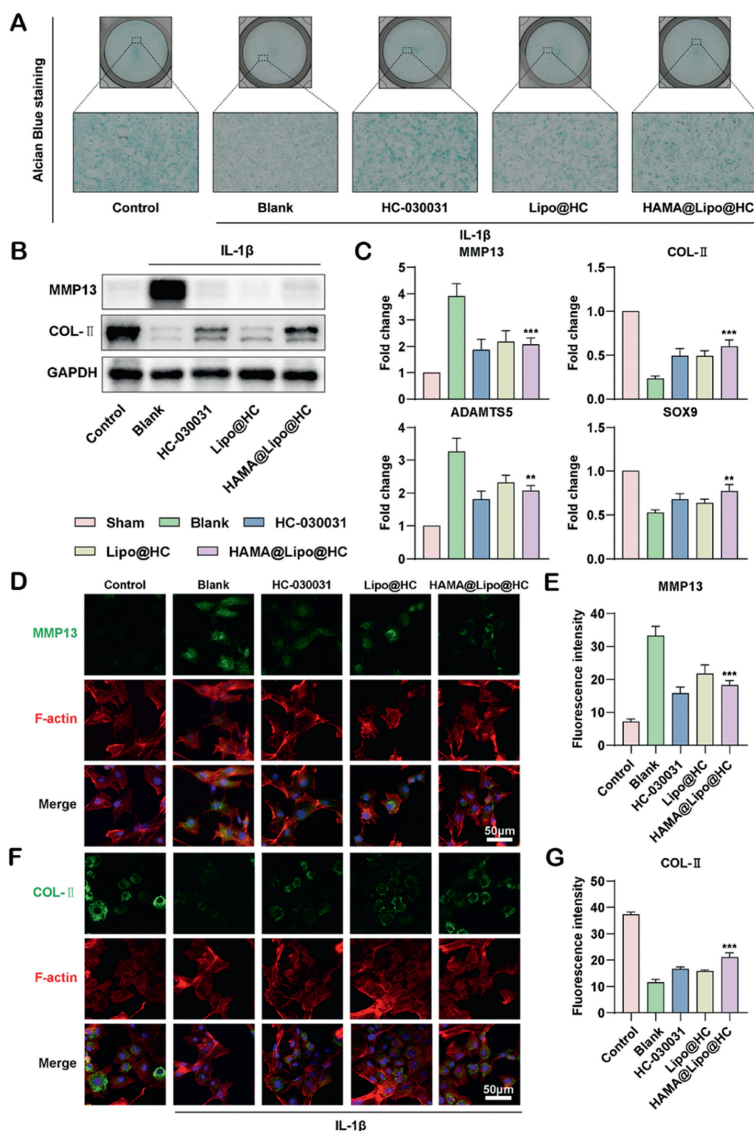 A
Alcian Blue staining
Control
Blank
HC-030031
Lipo@HC
HAMA@Lipo@HC
IL-1β
B
IL-1β
MMP13
COL-Ⅱ
GAPDH
Control
Blank
HC-030031
Lipo@HC
HAMA@Lipo@HC
C
MMP13
Fold change
5
4
3
2
1
0
COL-Ⅱ
Fold change
1.5
1.0
0.5
0.0
***
***
ADAMTS5
Fold change
4
3
2
1
0
SOX9
Fold change
1.5
1.0
0.5
0.0
**
**
Sham
Blank
HC-030031
Lipo@HC
HAMA@Lipo@HC
D
Control
Blank
HC-030031
Lipo@HC
HAMA@Lipo@HC
MMP13
F-actin
Merge
50μm
E
MMP13
Fluorescence intensity
40
30
20
10
0
***
Control
Blank
HC-030031
Lipo@HC
HAMA@Lipo@HC
F
COL-Ⅱ
F-actin
Merge
50μm
IL-1β
G
COL-Ⅱ
Fluorescence intensity
50
40
30
20
10
0
***
Control
Blank
HC-030031
Lipo@HC
HAMA@Lipo@HC